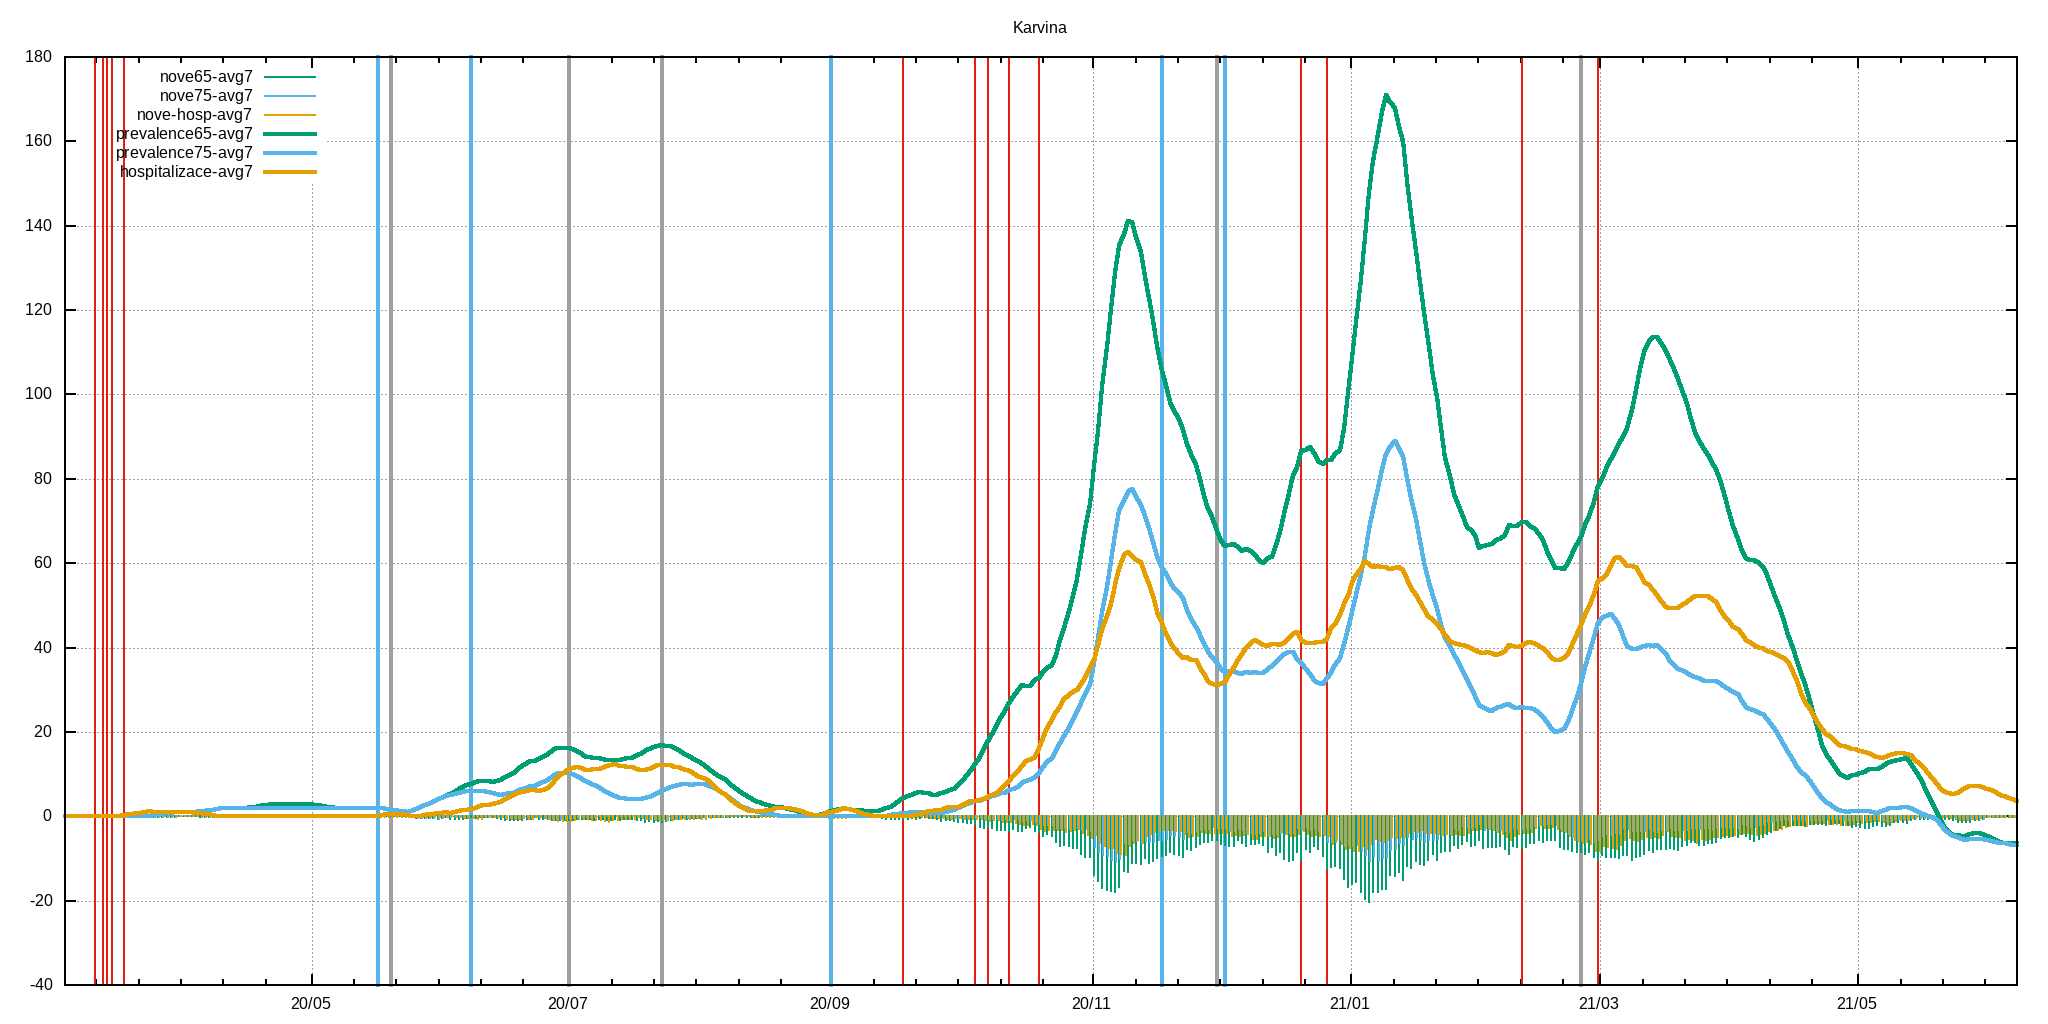 Karvina
180
160
140
120
100
80
60
40
20
0
-20
-40
nove65-avg7
nove75-avg7
nove-hosp-avg7
prevalence65-avg7
prevalence75-avg7
hospitalizace-avg7
20/05 20/07 20/09 20/11 21/01 21/03 21/05